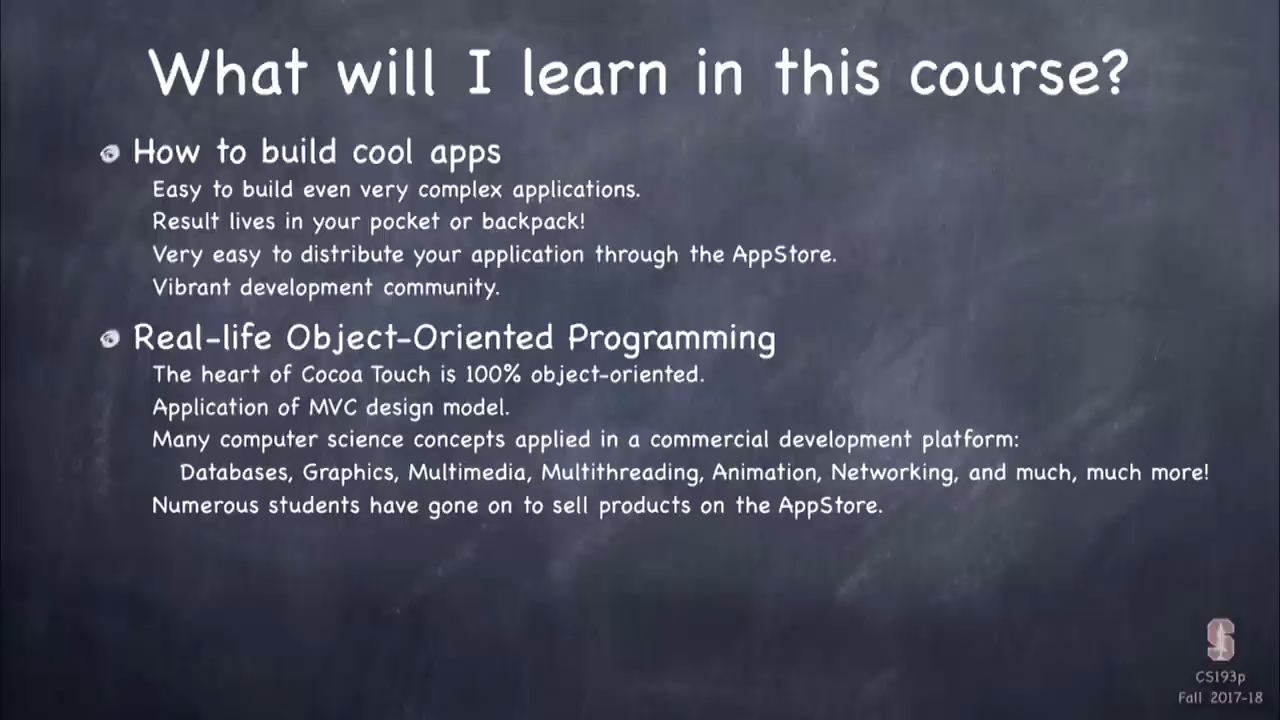 What will I learn in this course?
How to build cool apps
Easy to build even very complex applications.
Result lives in your pocket or backpack!
Very easy to distribute your application through the AppStore.
Vibrant development community.
Real-life Object-Oriented Programming
The heart of Cocoa Touch is 100% object-oriented.
Application of MVC design model.
Many computer science concepts applied in a commercial development platform:
Databases, Graphics, Multimedia, Multithreading, Animation, Networking, and much, much more!
Numerous students have gone on to sell products on the AppStore.
S
CS193p
Fall 2017-18